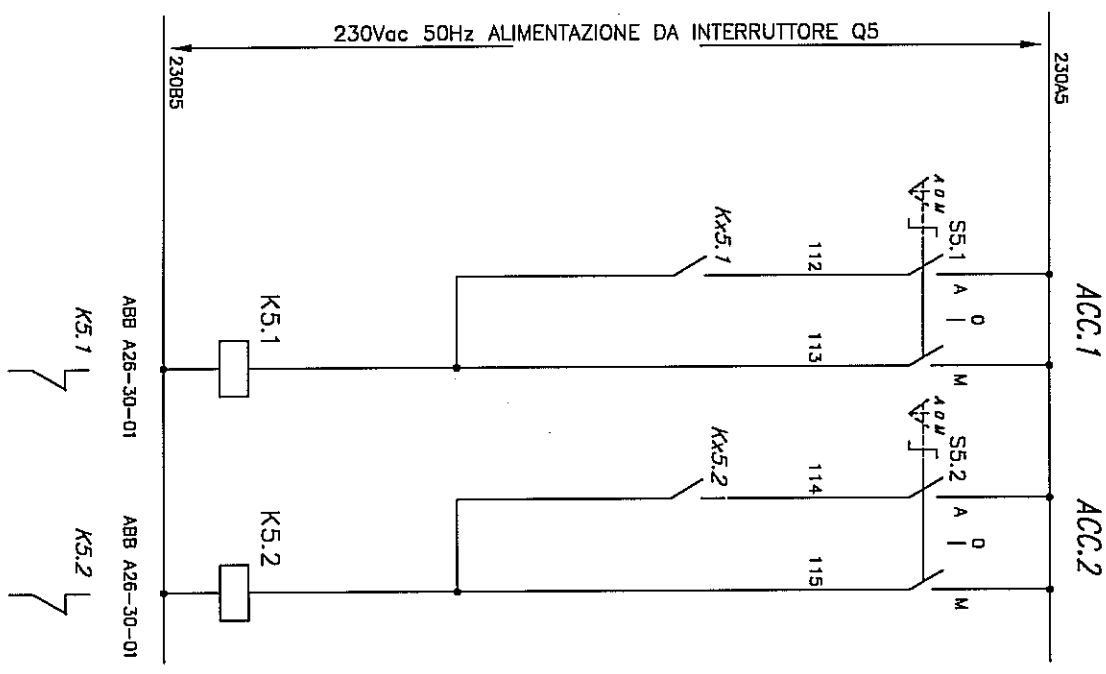 230Vac 50Hz ALIMENTAZIONE DA INTERRUTTORE Q5
230A5
230B5
ACC.1
S5.1
A O M
A
0
M
112
113
Kx5.1
K5.1
ABB A26-30-01
K5.1
ACC.2
S5.2
A O M
A
0
M
114
115
Kx5.2
K5.2
ABB A26-30-01
K5.2